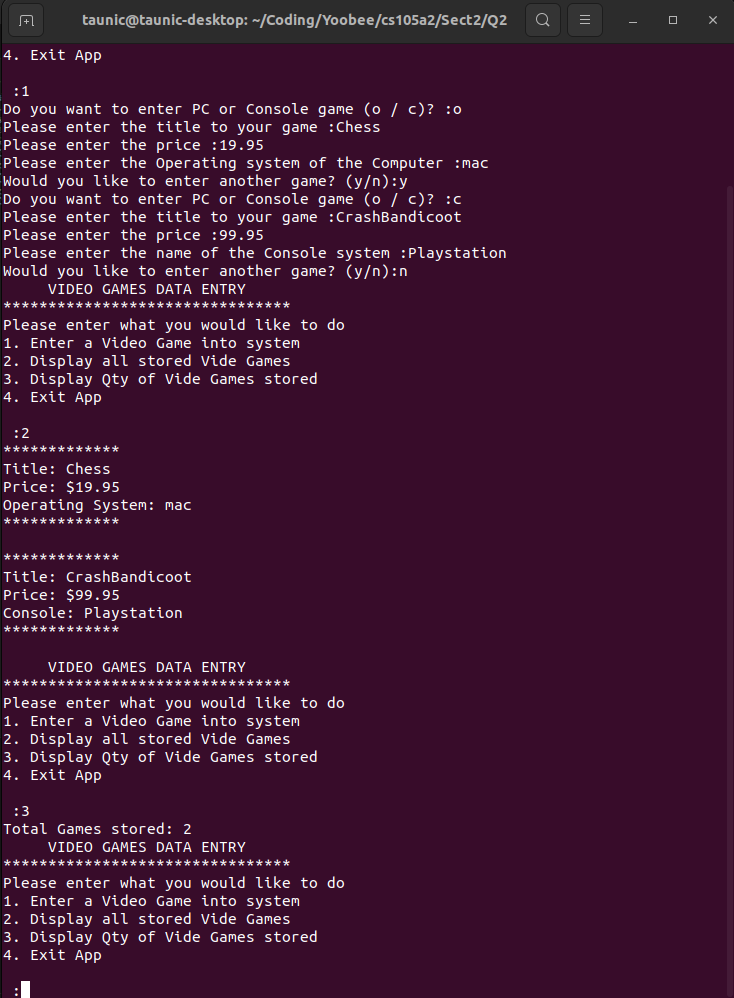 taunic@taunic-desktop: ~/Coding/Yoobee/cs105a2/Sect2/Q2
4. Exit App
:1
Do you want to enter PC or Console game (o / c)? :o
Please enter the title to your game :Chess
Please enter the price :19.95
Please enter the Operating system of the Computer :mac
Would you like to enter another game? (y/n):y
Do you want to enter PC or Console game (o / c)? :c
Please enter the title to your game :CrashBandicoot
Please enter the price :99.95
Please enter the name of the Console system :Playstation
Would you like to enter another game? (y/n):n
VIDEO GAMES DATA ENTRY
********************************
Please enter what you would like to do
1. Enter a Video Game into system
2. Display all stored Vide Games
3. Display Qty of Vide Games stored
4. Exit App
:2
*************
Title: Chess
Price: $19.95
Operating System: mac
*************
*************
Title: CrashBandicoot
Price: $99.95
Console: Playstation
*************
VIDEO GAMES DATA ENTRY
********************************
Please enter what you would like to do
1. Enter a Video Game into system
2. Display all stored Vide Games
3. Display Qty of Vide Games stored
4. Exit App
:3
Total Games stored: 2
VIDEO GAMES DATA ENTRY
********************************
Please enter what you would like to do
1. Enter a Video Game into system
2. Display all stored Vide Games
3. Display Qty of Vide Games stored
4. Exit App
: